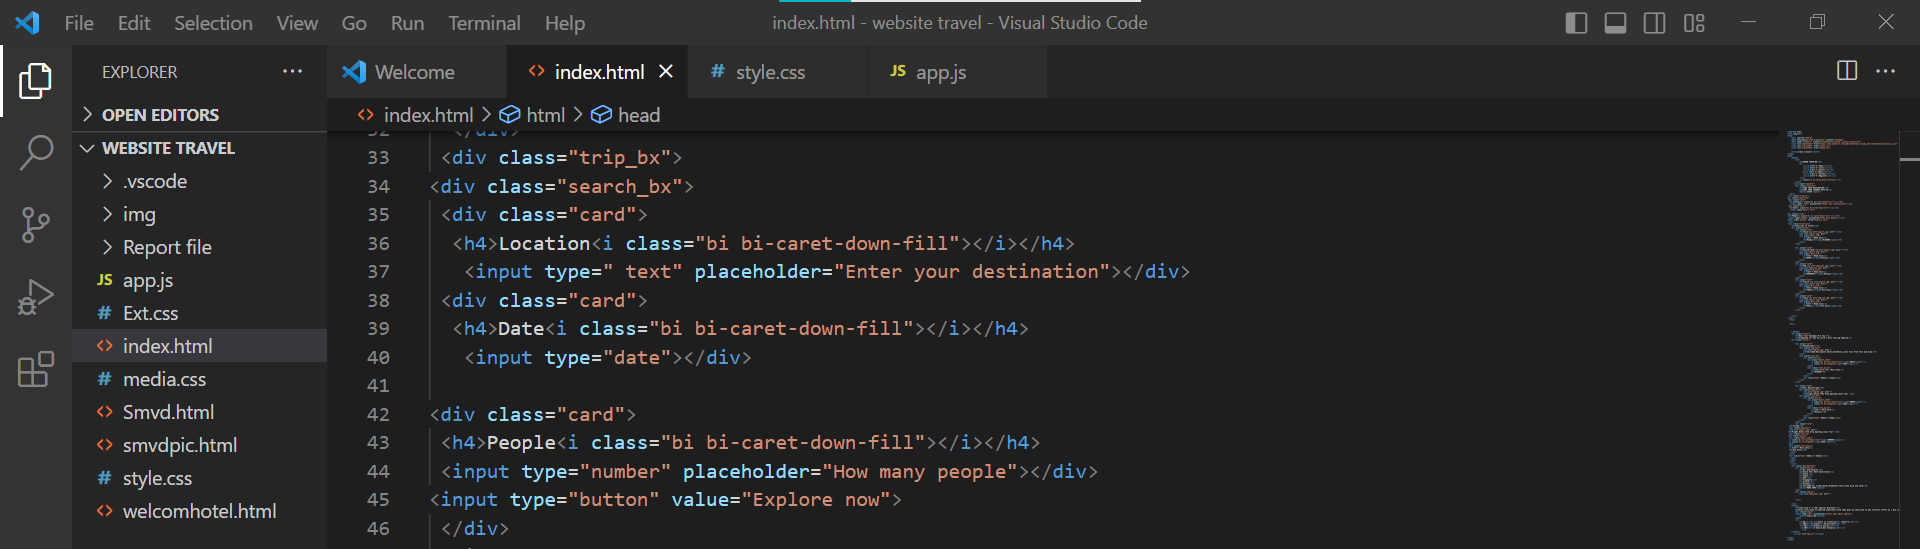 File Edit Selection View Go Run Terminal Help index.html - website travel - Visual Studio Code
EXPLORER
Welcome index.html style.css JS app.js
OPEN EDITORS
index.html > html > head
WEBSITE TRAVEL
.vscode
img
Report file
JS app.js
# Ext.css
index.html
# media.css
Smvd.html
smvdpic.html
# style.css
welcomhotel.html
32 </div>
33 <div class="trip_bx">
34 <div class="search_bx">
35 <div class="card">
36 <h4>Location<i class="bi bi-caret-down-fill"></i></h4>
37 <input type=" text" placeholder="Enter your destination"></div>
38 <div class="card">
39 <h4>Date<i class="bi bi-caret-down-fill"></i></h4>
40 <input type="date"></div>
41
42 <div class="card">
43 <h4>People<i class="bi bi-caret-down-fill"></i></h4>
44 <input type="number" placeholder="How many people"></div>
45 <input type="button" value="Explore now">
46 </div>